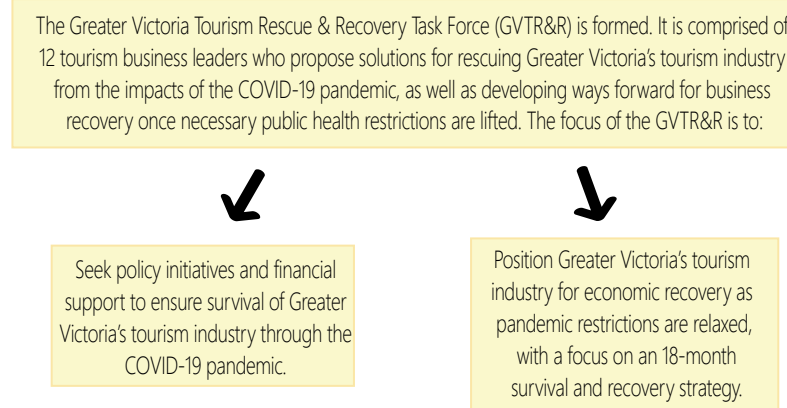 The Greater Victoria Tourism Rescue & Recovery Task Force (GVTR&R) is formed. It is comprised of
12 tourism business leaders who propose solutions for rescuing Greater Victoria's tourism industry
from the impacts of the COVID-19 pandemic, as well as developing ways forward for business
recovery once necessary public health restrictions are lifted. The focus of the GVTR&R is to:
Seek policy initiatives and financial
support to ensure survival of Greater
Victoria's tourism industry through the
COVID-19 pandemic.
Position Greater Victoria's tourism
industry for economic recovery as
pandemic restrictions are relaxed,
with a focus on an 18-month
survival and recovery strategy.